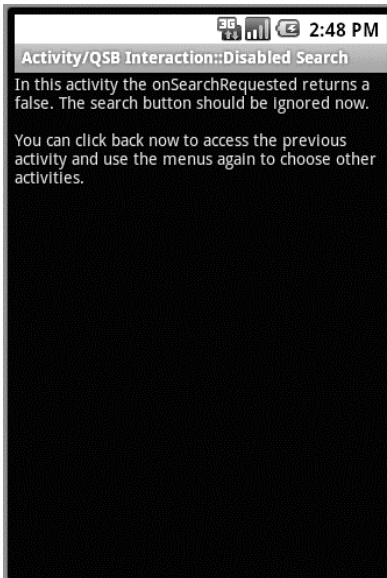 3G 2:48 PM
Activity/QSB Interaction::Disabled Search
In this activity the onSearchRequested returns a
false. The search button should be ignored now.
You can click back now to access the previous
activity and use the menus again to choose other
activities.